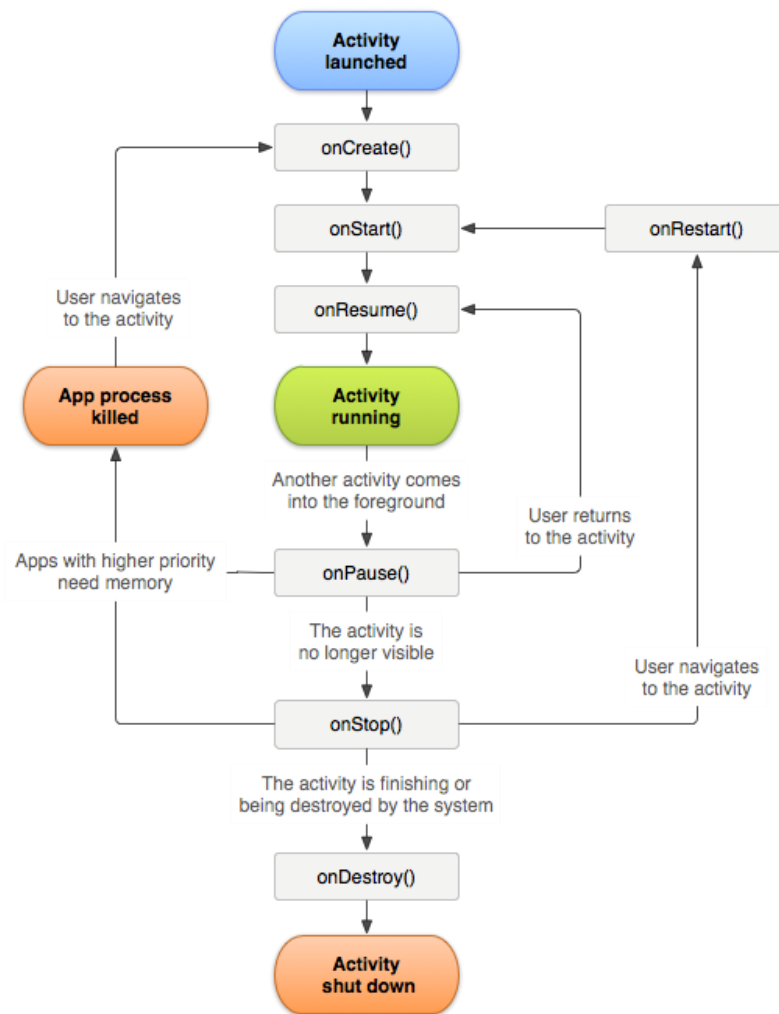 Activity
launched
onCreate()
onStart()
onRestart()
User navigates
to the activity
onResume()
App process
killed
Activity
running
Another activity comes
into the foreground
User returns
to the activity
Apps with higher priority
need memory
onPause()
The activity is
no longer visible
User navigates
to the activity
onStop()
The activity is finishing or
being destroyed by the system
onDestroy()
Activity
shut down